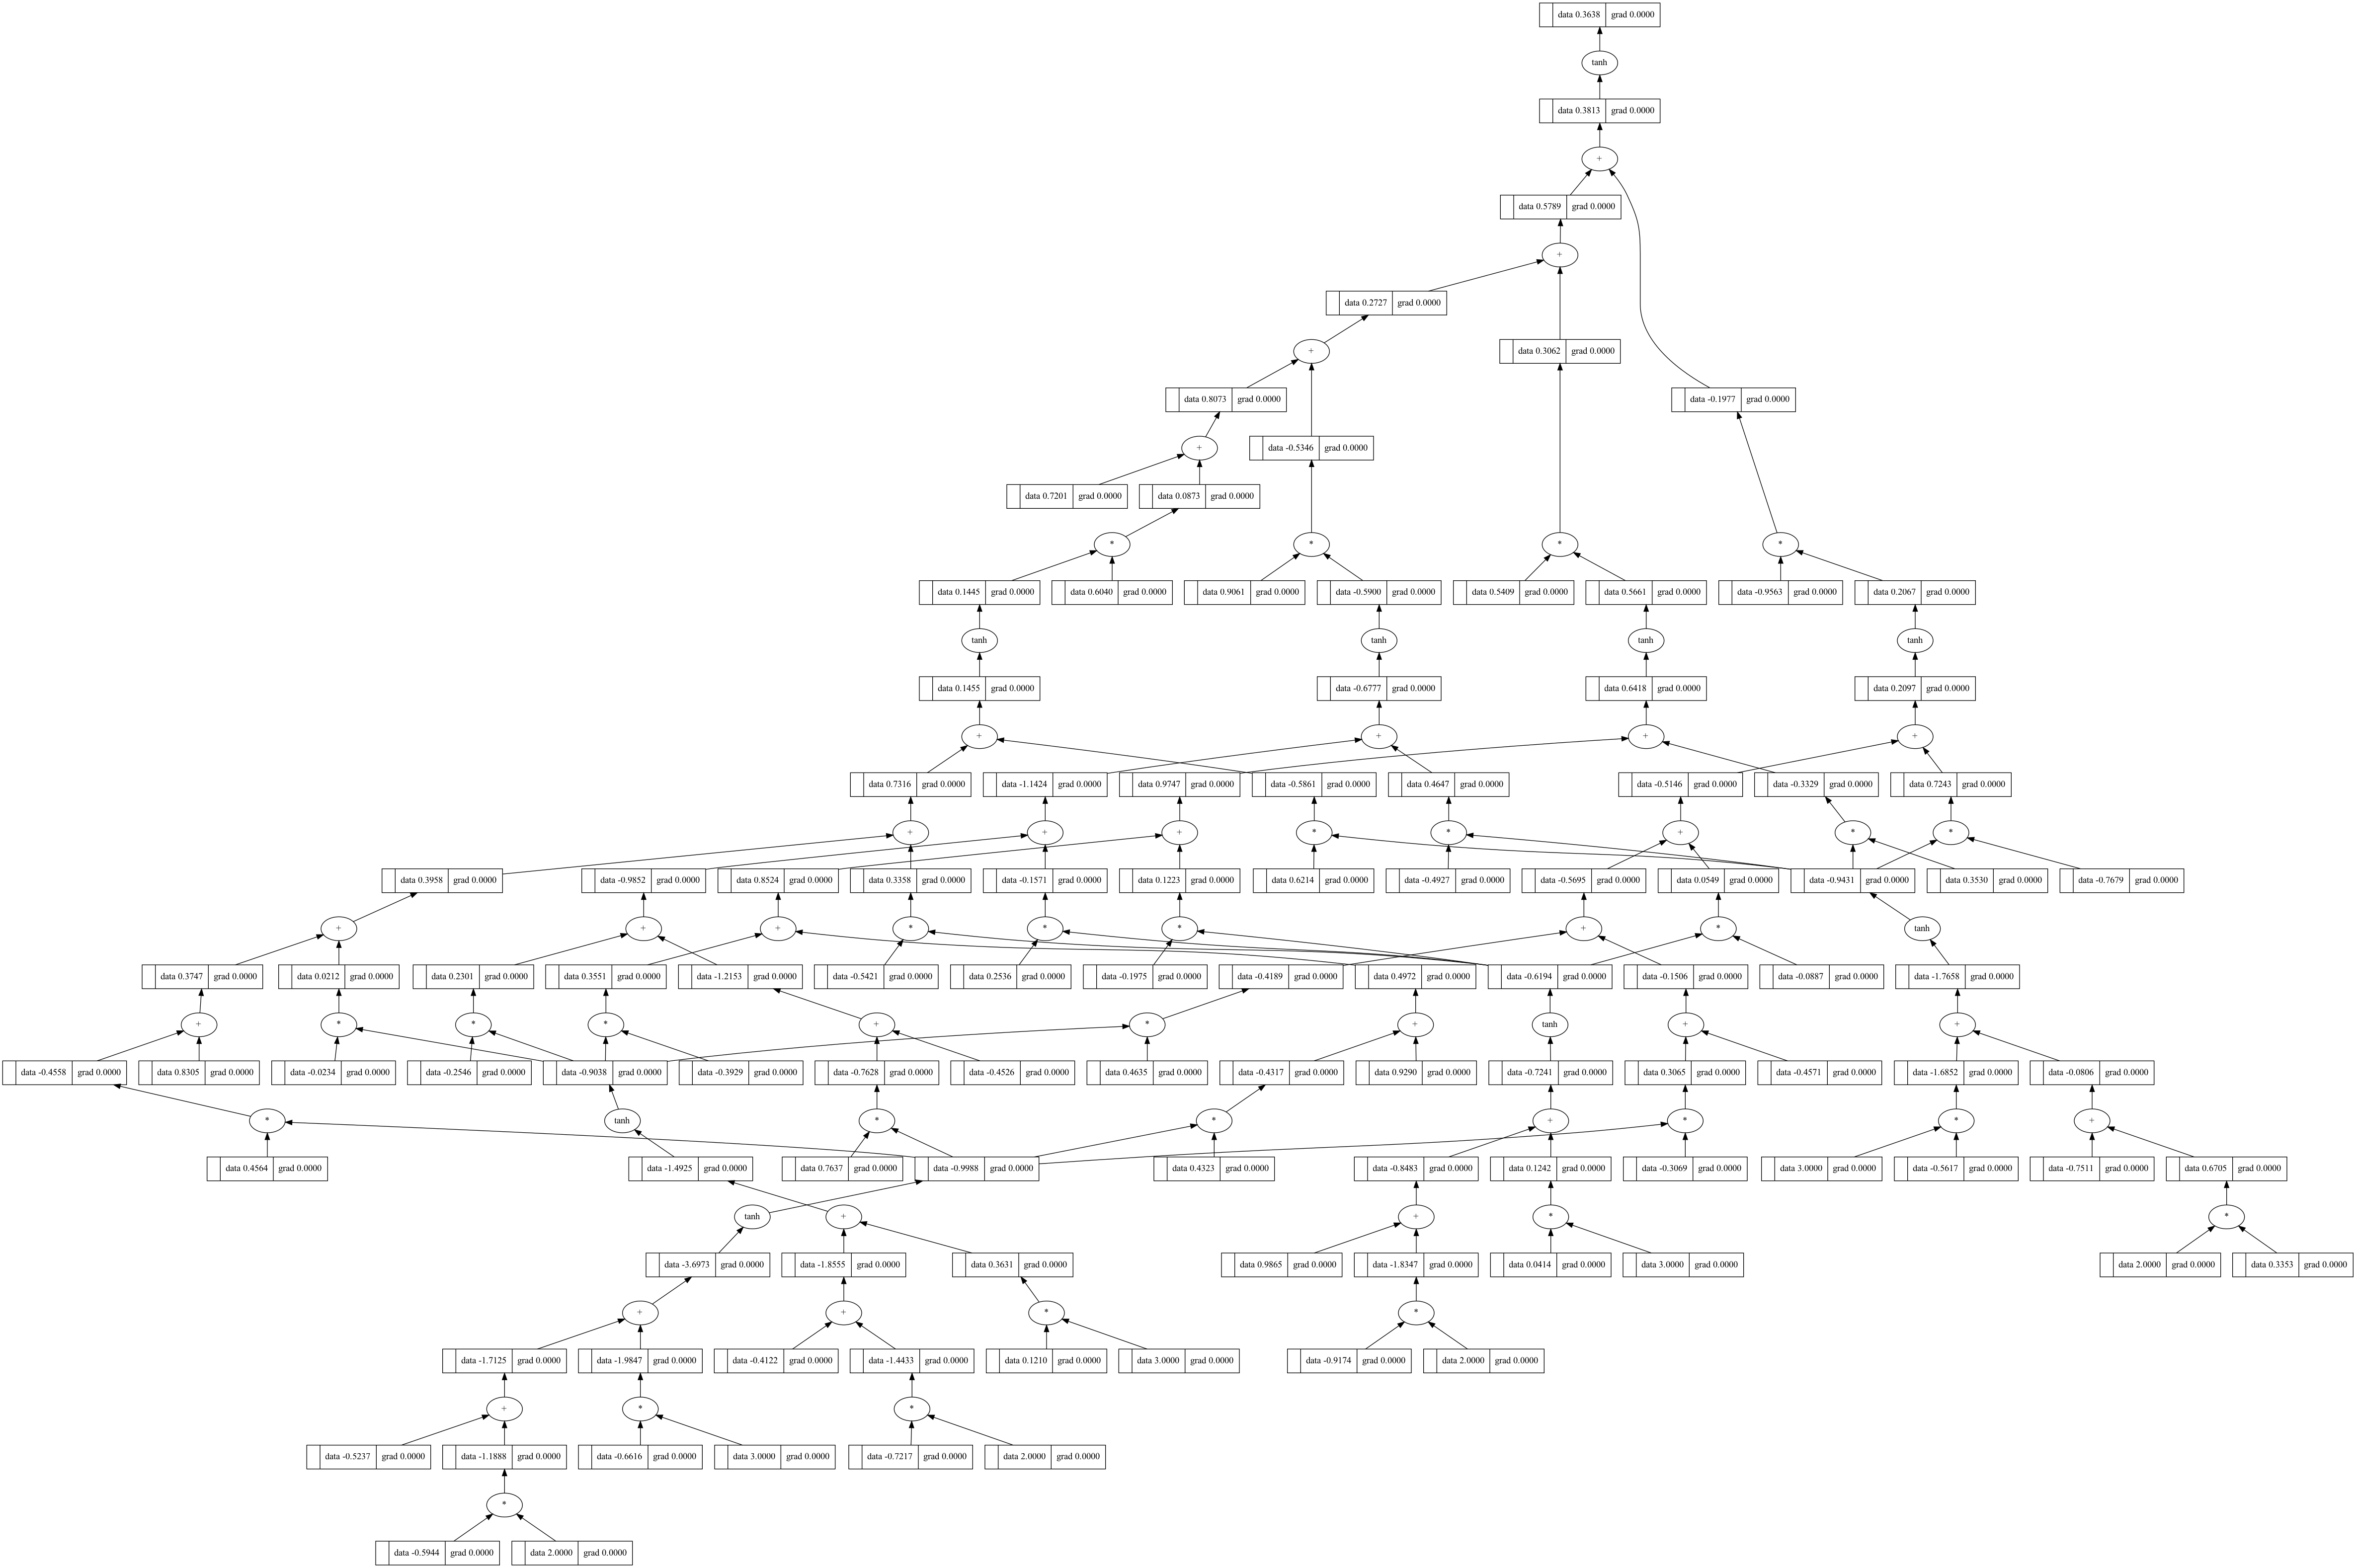 data 0.3638 grad 0.0000
tanh
data 0.3813 grad 0.0000
+
data 0.5789 grad 0.0000
+
data 0.2727 grad 0.0000
data 0.3062 grad 0.0000
+
data 0.8073 grad 0.0000
data -0.1977 grad 0.0000
+
data -0.5346 grad 0.0000
data 0.7201 grad 0.0000
data 0.0873 grad 0.0000
* * * *
data 0.1445 grad 0.0000 data 0.6040 grad 0.0000 data 0.9061 grad 0.0000 data -0.5900 grad 0.0000 data 0.5409 grad 0.0000 data 0.5661 grad 0.0000 data -0.9563 grad 0.0000 data 0.2067 grad 0.0000
tanh tanh tanh tanh
data 0.1455 grad 0.0000 data -0.6777 grad 0.0000 data 0.6418 grad 0.0000 data 0.2097 grad 0.0000
+ + + +
data 0.7316 grad 0.0000 data -1.1424 grad 0.0000 data 0.9747 grad 0.0000 data -0.5861 grad 0.0000 data 0.4647 grad 0.0000 data -0.5146 grad 0.0000 data -0.3329 grad 0.0000 data 0.7243 grad 0.0000
+ + + * * + * *
data 0.3958 grad 0.0000 data -0.9852 grad 0.0000 data 0.8524 grad 0.0000 data 0.3358 grad 0.0000 data -0.1571 grad 0.0000 data 0.1223 grad 0.0000 data 0.6214 grad 0.0000 data -0.4927 grad 0.0000 data -0.5695 grad 0.0000 data 0.0549 grad 0.0000 data -0.9431 grad 0.0000 data 0.3530 grad 0.0000 data -0.7679 grad 0.0000
+ + + * * * + * tanh
data 0.3747 grad 0.0000 data 0.0212 grad 0.0000 data 0.2301 grad 0.0000 data 0.3551 grad 0.0000 data -1.2153 grad 0.0000 data -0.5421 grad 0.0000 data 0.2536 grad 0.0000 data -0.1975 grad 0.0000 data -0.4189 grad 0.0000 data 0.4972 grad 0.0000 data -0.6194 grad 0.0000 data -0.1506 grad 0.0000 data -0.0887 grad 0.0000 data -1.7658 grad 0.0000
+ * * * + * + tanh + +
data -0.4558 grad 0.0000 data 0.8305 grad 0.0000 data -0.0234 grad 0.0000 data -0.2546 grad 0.0000 data -0.9038 grad 0.0000 data -0.3929 grad 0.0000 data -0.7628 grad 0.0000 data -0.4526 grad 0.0000 data 0.4635 grad 0.0000 data -0.4317 grad 0.0000 data 0.9290 grad 0.0000 data -0.7241 grad 0.0000 data 0.3065 grad 0.0000 data -0.4571 grad 0.0000 data -1.6852 grad 0.0000 data -0.0806 grad 0.0000
* tanh * * + * * +
data 0.4564 grad 0.0000 data -1.4925 grad 0.0000 data 0.7637 grad 0.0000 data -0.9988 grad 0.0000 data 0.4323 grad 0.0000 data -0.8483 grad 0.0000 data 0.1242 grad 0.0000 data -0.3069 grad 0.0000 data 3.0000 grad 0.0000 data -0.5617 grad 0.0000 data -0.7511 grad 0.0000 data 0.6705 grad 0.0000
tanh + + * *
data -3.6973 grad 0.0000 data -1.8555 grad 0.0000 data 0.3631 grad 0.0000 data 0.9865 grad 0.0000 data -1.8347 grad 0.0000 data 0.0414 grad 0.0000 data 3.0000 grad 0.0000 data 2.0000 grad 0.0000 data 0.3353 grad 0.0000
+ + * *
data -1.7125 grad 0.0000 data -1.9847 grad 0.0000 data -0.4122 grad 0.0000 data -1.4433 grad 0.0000 data 0.1210 grad 0.0000 data 3.0000 grad 0.0000 data -0.9174 grad 0.0000 data 2.0000 grad 0.0000
+ * *
data -0.5237 grad 0.0000 data -1.1888 grad 0.0000 data -0.6616 grad 0.0000 data 3.0000 grad 0.0000 data -0.7217 grad 0.0000 data 2.0000 grad 0.0000
*
data -0.5944 grad 0.0000 data 2.0000 grad 0.0000